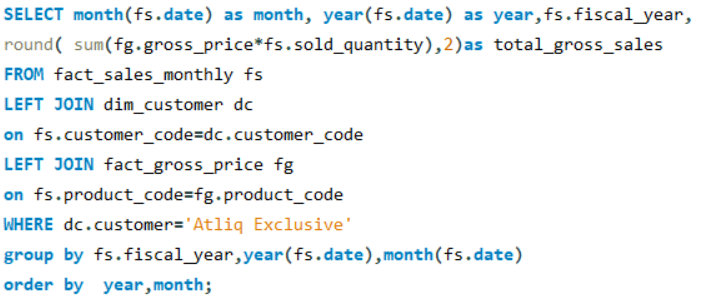 SELECT month(fs.date) as month, year(fs.date) as year,fs.fiscal_year,
round( sum(fg.gross_price*fs.sold_quantity),2)as total_gross_sales
FROM fact_sales_monthly fs
LEFT JOIN dim_customer dc
on fs.customer_code=dc.customer_code
LEFT JOIN fact_gross_price fg
on fs.product_code=fg.product_code
WHERE dc.customer='Atliq Exclusive'
group by fs.fiscal_year,year(fs.date),month(fs.date)
order by  year,month;